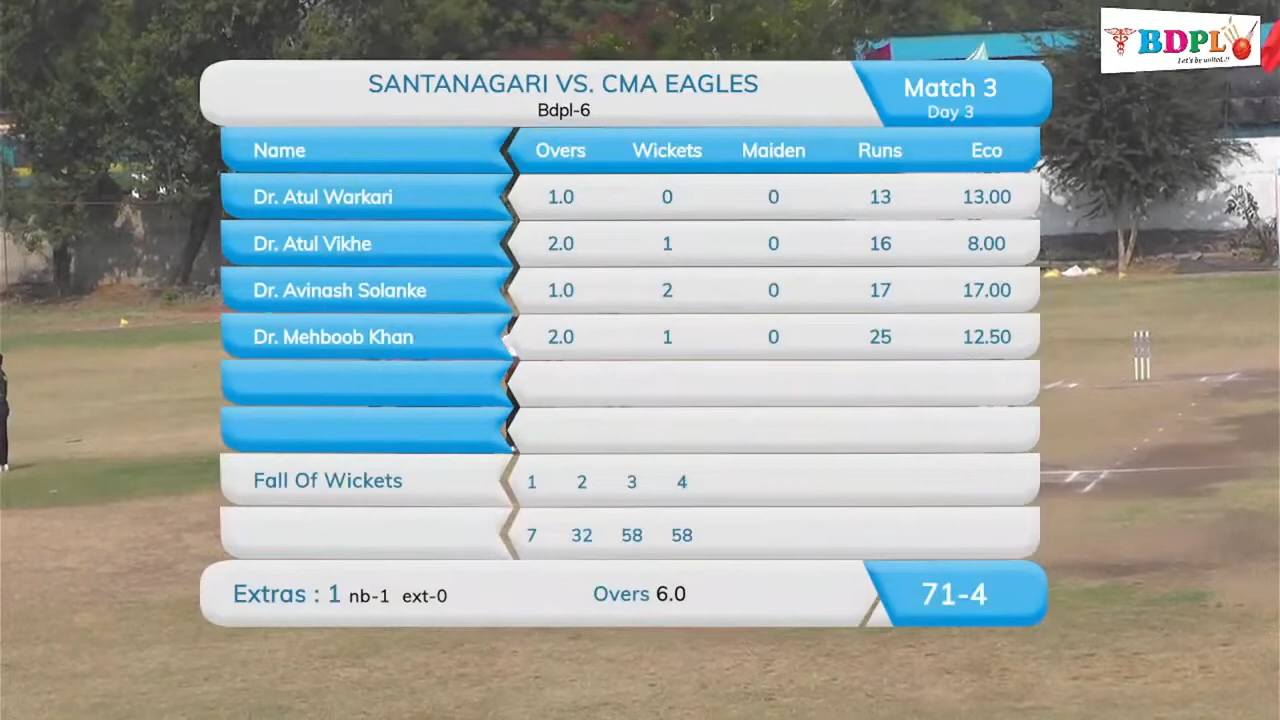 BDPL
Let's be united..!!
SANTANAGARI VS. CMA EAGLES
Bdpl-6
Match 3
Day 3
Name Overs Wickets Maiden Runs Eco
Dr. Atul Warkari 1.0 0 0 13 13.00
Dr. Atul Vikhe 2.0 1 0 16 8.00
Dr. Avinash Solanke 1.0 2 0 17 17.00
Dr. Mehboob Khan 2.0 1 0 25 12.50
Fall Of Wickets 1 2 3 4
7 32 58 58
Extras : 1 nb-1 ext-0 Overs 6.0 71-4